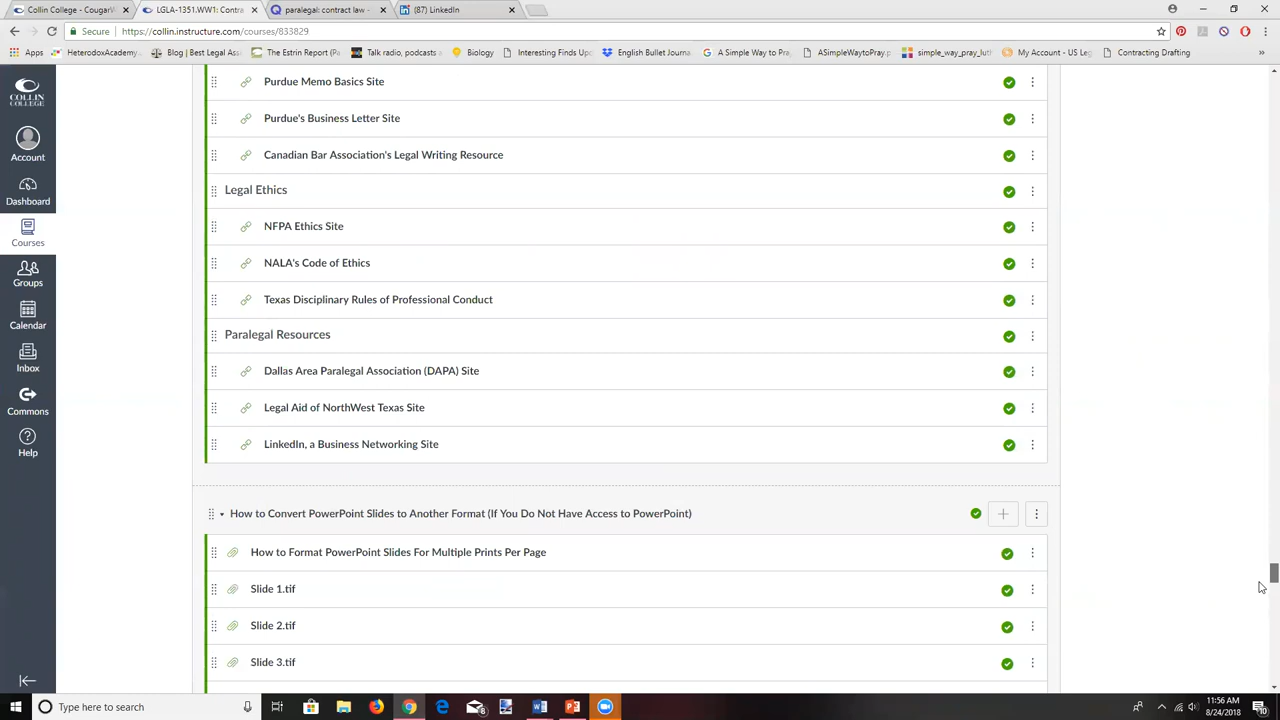 Collin College - CougarW
LGLA-1351.WW1: Contra
paralegal: contract law -
(87) LinkedIn
Secure
https://collin.instructure.com/courses/833829
Apps
HeterodoxAcademy
Blog | Best Legal Ass
The Estrin Report (Pa
Talk radio, podcasts
Biology
Interesting Finds Up
English Bullet Journa
A Simple Way to Pra
ASimpleWaytoPray.p
simple_way_pray_luth
My Account - US Leg
Contracting Drafting
»
COLLIN
COLLEGE
Account
Dashboard
Courses
Groups
Calendar
Inbox
Commons
Help
Purdue Memo Basics Site
Purdue's Business Letter Site
Canadian Bar Association's Legal Writing Resource
Legal Ethics
NFPA Ethics Site
NALA's Code of Ethics
Texas Disciplinary Rules of Professional Conduct
Paralegal Resources
Dallas Area Paralegal Association (DAPA) Site
Legal Aid of NorthWest Texas Site
LinkedIn, a Business Networking Site
How to Convert PowerPoint Slides to Another Format (If You Do Not Have Access to PowerPoint)
How to Format PowerPoint Slides For Multiple Prints Per Page
Slide 1.tif
Slide 2.tif
Slide 3.tif
Type here to search
11:56 AM
8/24/2018